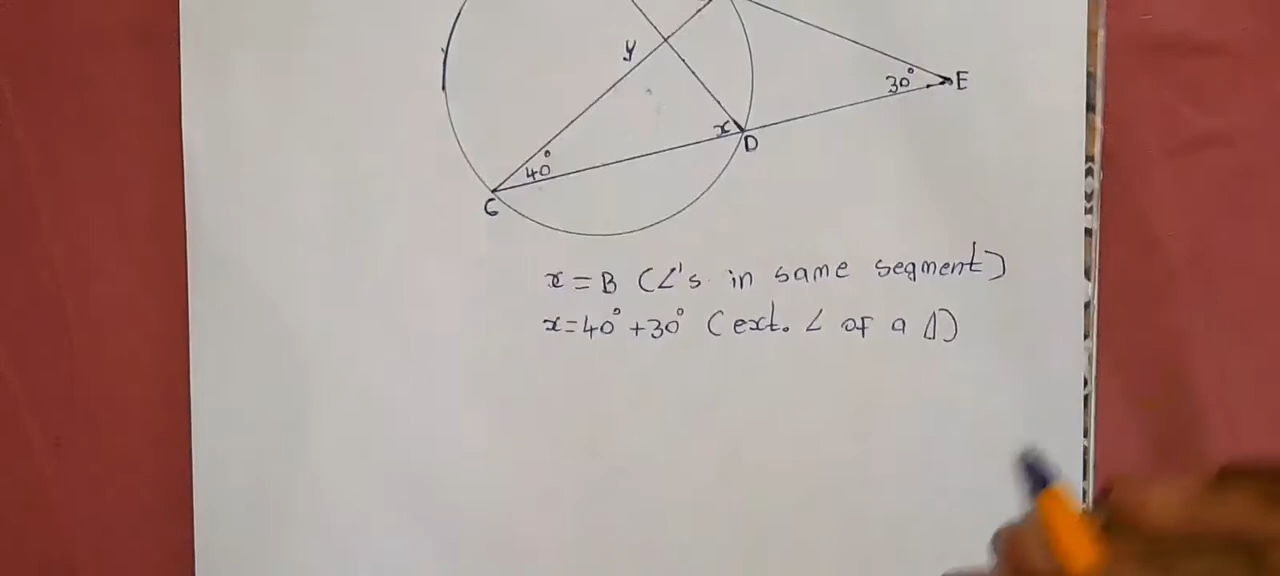 y
30° E
x
D
40°
C
x = B (∠'s in same segment)
x = 40° + 30° (ext. ∠ of a Δ)